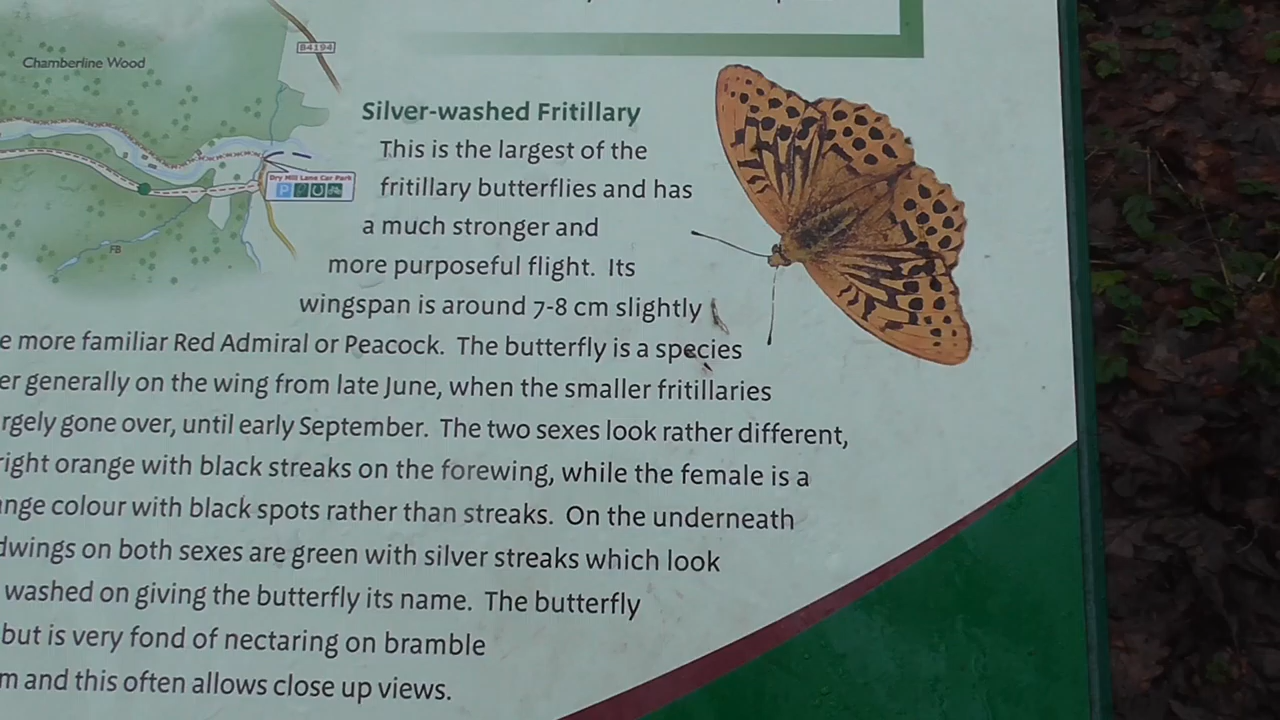 Chamberline Wood
B4194
Dry Mill Lane Car Park
P
FB
Silver-washed Fritillary
This is the largest of the
fritillary butterflies and has
a much stronger and
more purposeful flight. Its
wingspan is around 7-8 cm slightly
e more familiar Red Admiral or Peacock. The butterfly is a species
er generally on the wing from late June, when the smaller fritillaries
rgely gone over, until early September. The two sexes look rather different,
right orange with black streaks on the forewing, while the female is a
nge colour with black spots rather than streaks. On the underneath
dwings on both sexes are green with silver streaks which look
washed on giving the butterfly its name. The butterfly
but is very fond of nectaring on bramble
m and this often allows close up views.